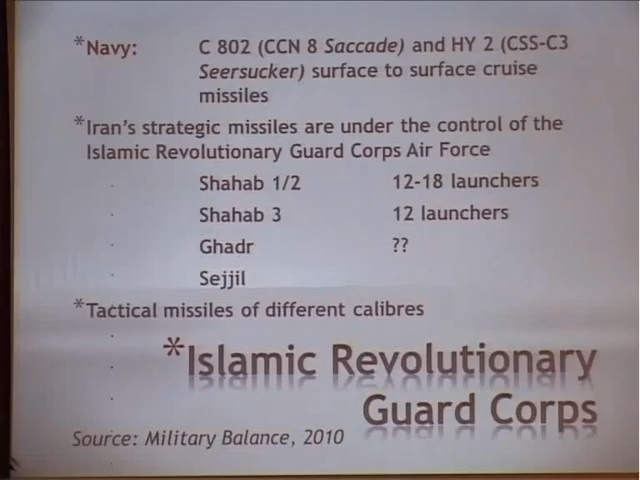 *Navy: C 802 (CCN 8 Saccade) and HY 2 (CSS-C3
Seersucker) surface to surface cruise
missiles
*Iran's strategic missiles are under the control of the
Islamic Revolutionary Guard Corps Air Force
Shahab 1/2 12-18 launchers
Shahab 3 12 launchers
Ghadr ??
Sejjil
*Tactical missiles of different calibres
*Islamic Revolutionary
Guard Corps
Source: Military Balance, 2010